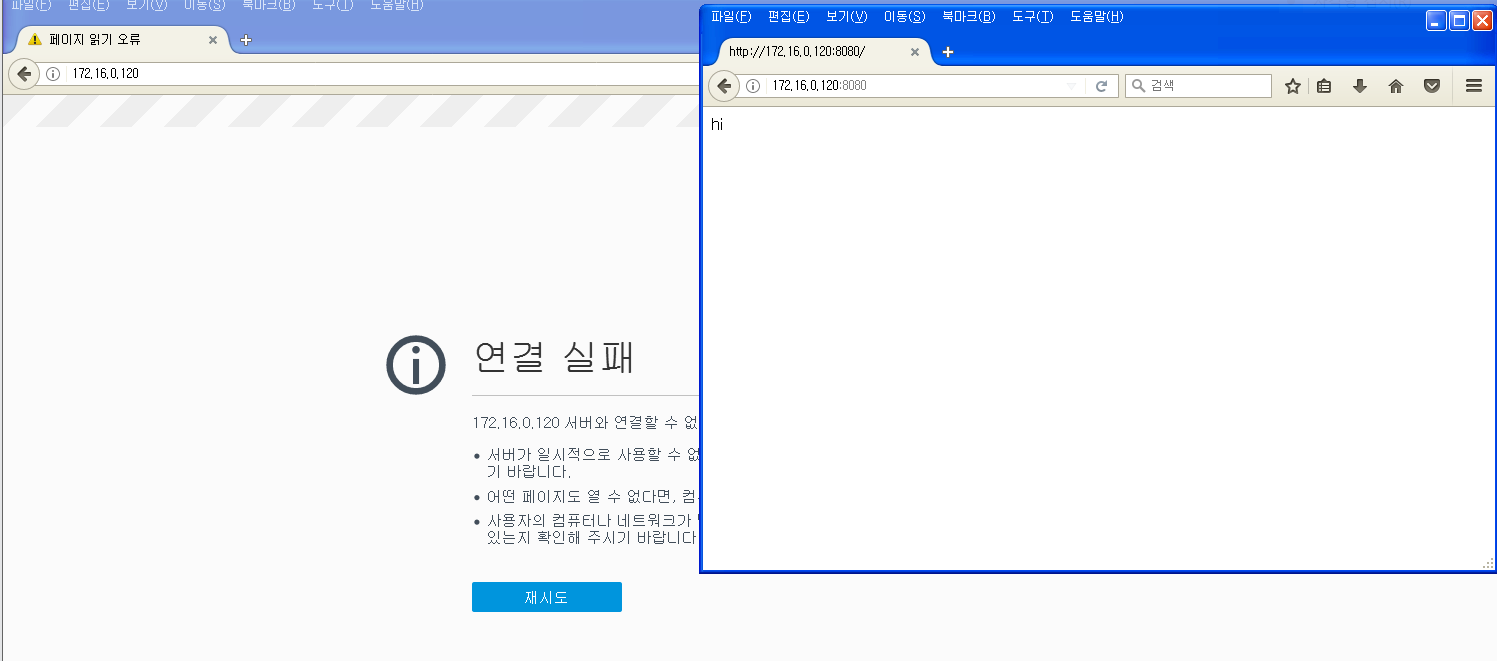 파일(F) 편집(E) 보기(V) 이동(S) 북마크(B) 도구(T) 도움말(H)
페이지 읽기 오류
172.16.0.120
연결 실패
172.16.0.120 서버와 연결할 수 없
서버가 일시적으로 사용할 수 없
기 바랍니다.
어떤 페이지도 열 수 없다면, 컴
사용자의 컴퓨터나 네트워크가
있는지 확인해 주시기 바랍니다
재시도
파일(F) 편집(E) 보기(V) 이동(S) 북마크(B) 도구(T) 도움말(H)
http://172.16.0.120:8080/
172.16.0.120:8080 검색
hi